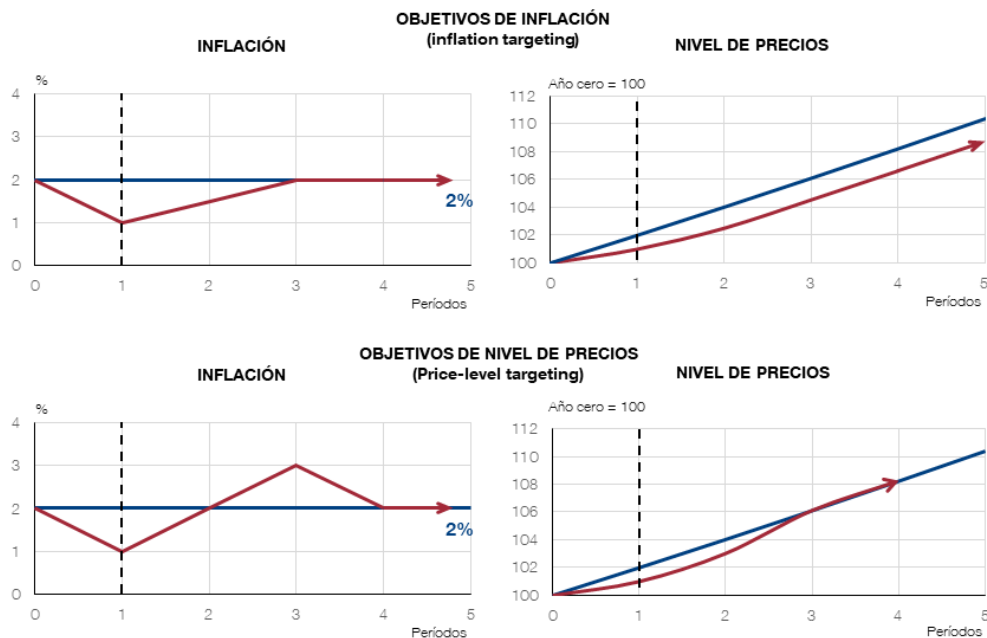 OBJETIVOS DE INFLACIÓN
(inflation targeting)
INFLACIÓN
NIVEL DE PRECIOS
%
4
3
2
1
0
2%
0 1 2 3 4 5
Períodos
Año cero = 100
112
110
108
106
104
102
100
0 1 2 3 4 5
Períodos
OBJETIVOS DE NIVEL DE PRECIOS
(Price-level targeting)
INFLACIÓN
NIVEL DE PRECIOS
%
4
3
2
1
0
2%
0 1 2 3 4 5
Períodos
Año cero = 100
112
110
108
106
104
102
100
0 1 2 3 4 5
Períodos